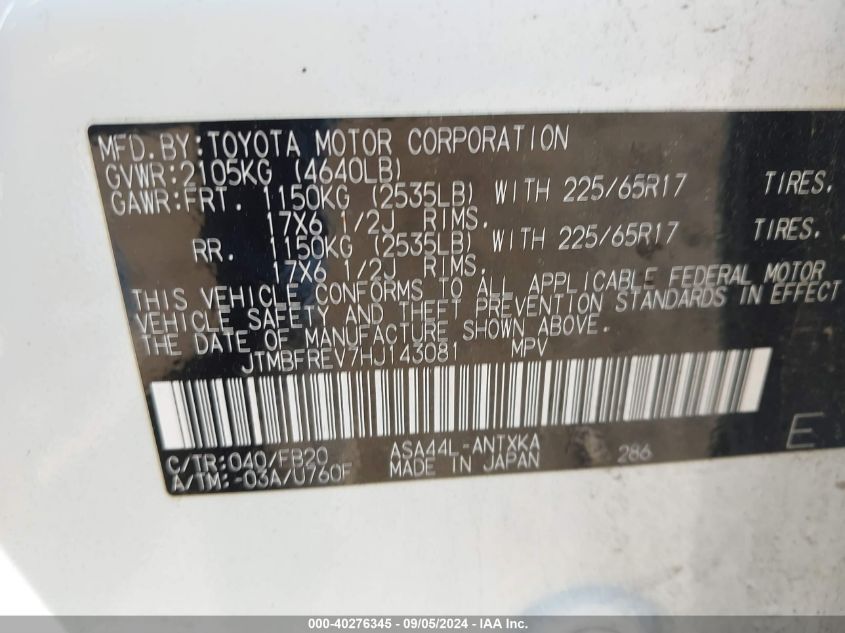 MFD. BY: TOYOTA MOTOR CORPORATION
GVWR: 2105KG (4640LB)
GAWR: FRT. 1150KG (2535LB) WITH 225/65R17 TIRES.
17X6 1/2J RIMS.
RR. 1150KG (2535LB) WITH 225/65R17 TIRES.
17X6 1/2J RIMS.
THIS VEHICLE CONFORMS TO ALL APPLICABLE FEDERAL MOTOR
VEHICLE SAFETY AND THEFT PREVENTION STANDARDS IN EFFECT
THE DATE OF MANUFACTURE SHOWN ABOVE.
JTMBFREV7HJ143081 MPV
C/TR: 040/FB20 ASA44L-ANTXKA 286 E
A/TM: -03A/U760F MADE IN JAPAN
000-40276345 - 09/05/2024 - IAA Inc.